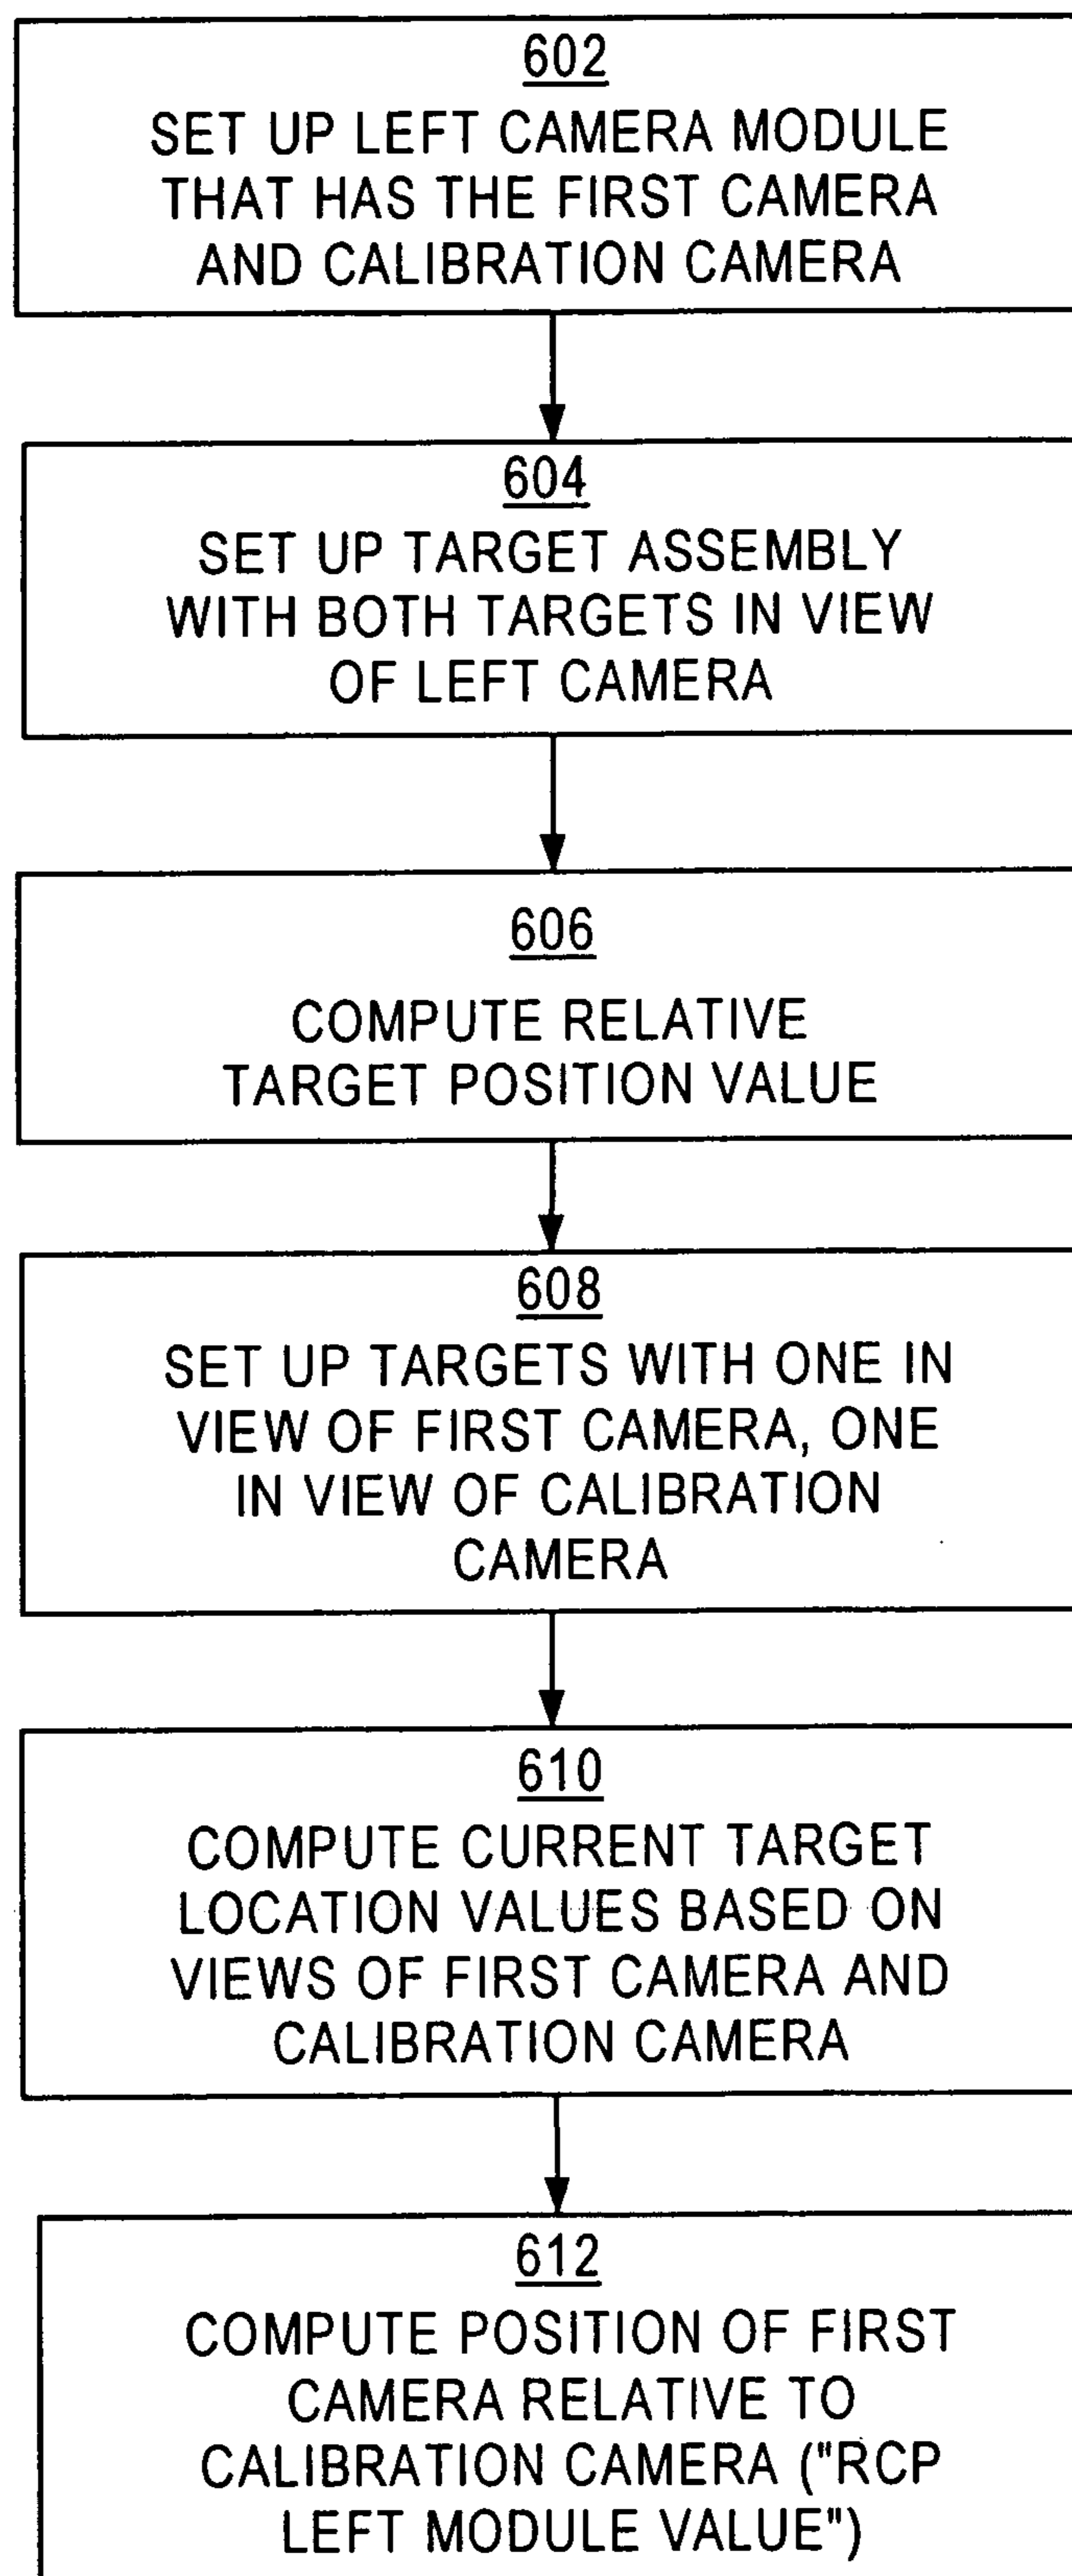 602
SET UP LEFT CAMERA MODULE
THAT HAS THE FIRST CAMERA
AND CALIBRATION CAMERA
604
SET UP TARGET ASSEMBLY
WITH BOTH TARGETS IN VIEW
OF LEFT CAMERA
606
COMPUTE RELATIVE
TARGET POSITION VALUE
608
SET UP TARGETS WITH ONE IN
VIEW OF FIRST CAMERA, ONE
IN VIEW OF CALIBRATION
CAMERA
610
COMPUTE CURRENT TARGET
LOCATION VALUES BASED ON
VIEWS OF FIRST CAMERA AND
CALIBRATION CAMERA
612
COMPUTE POSITION OF FIRST
CAMERA RELATIVE TO
CALIBRATION CAMERA ("RCP
LEFT MODULE VALUE")